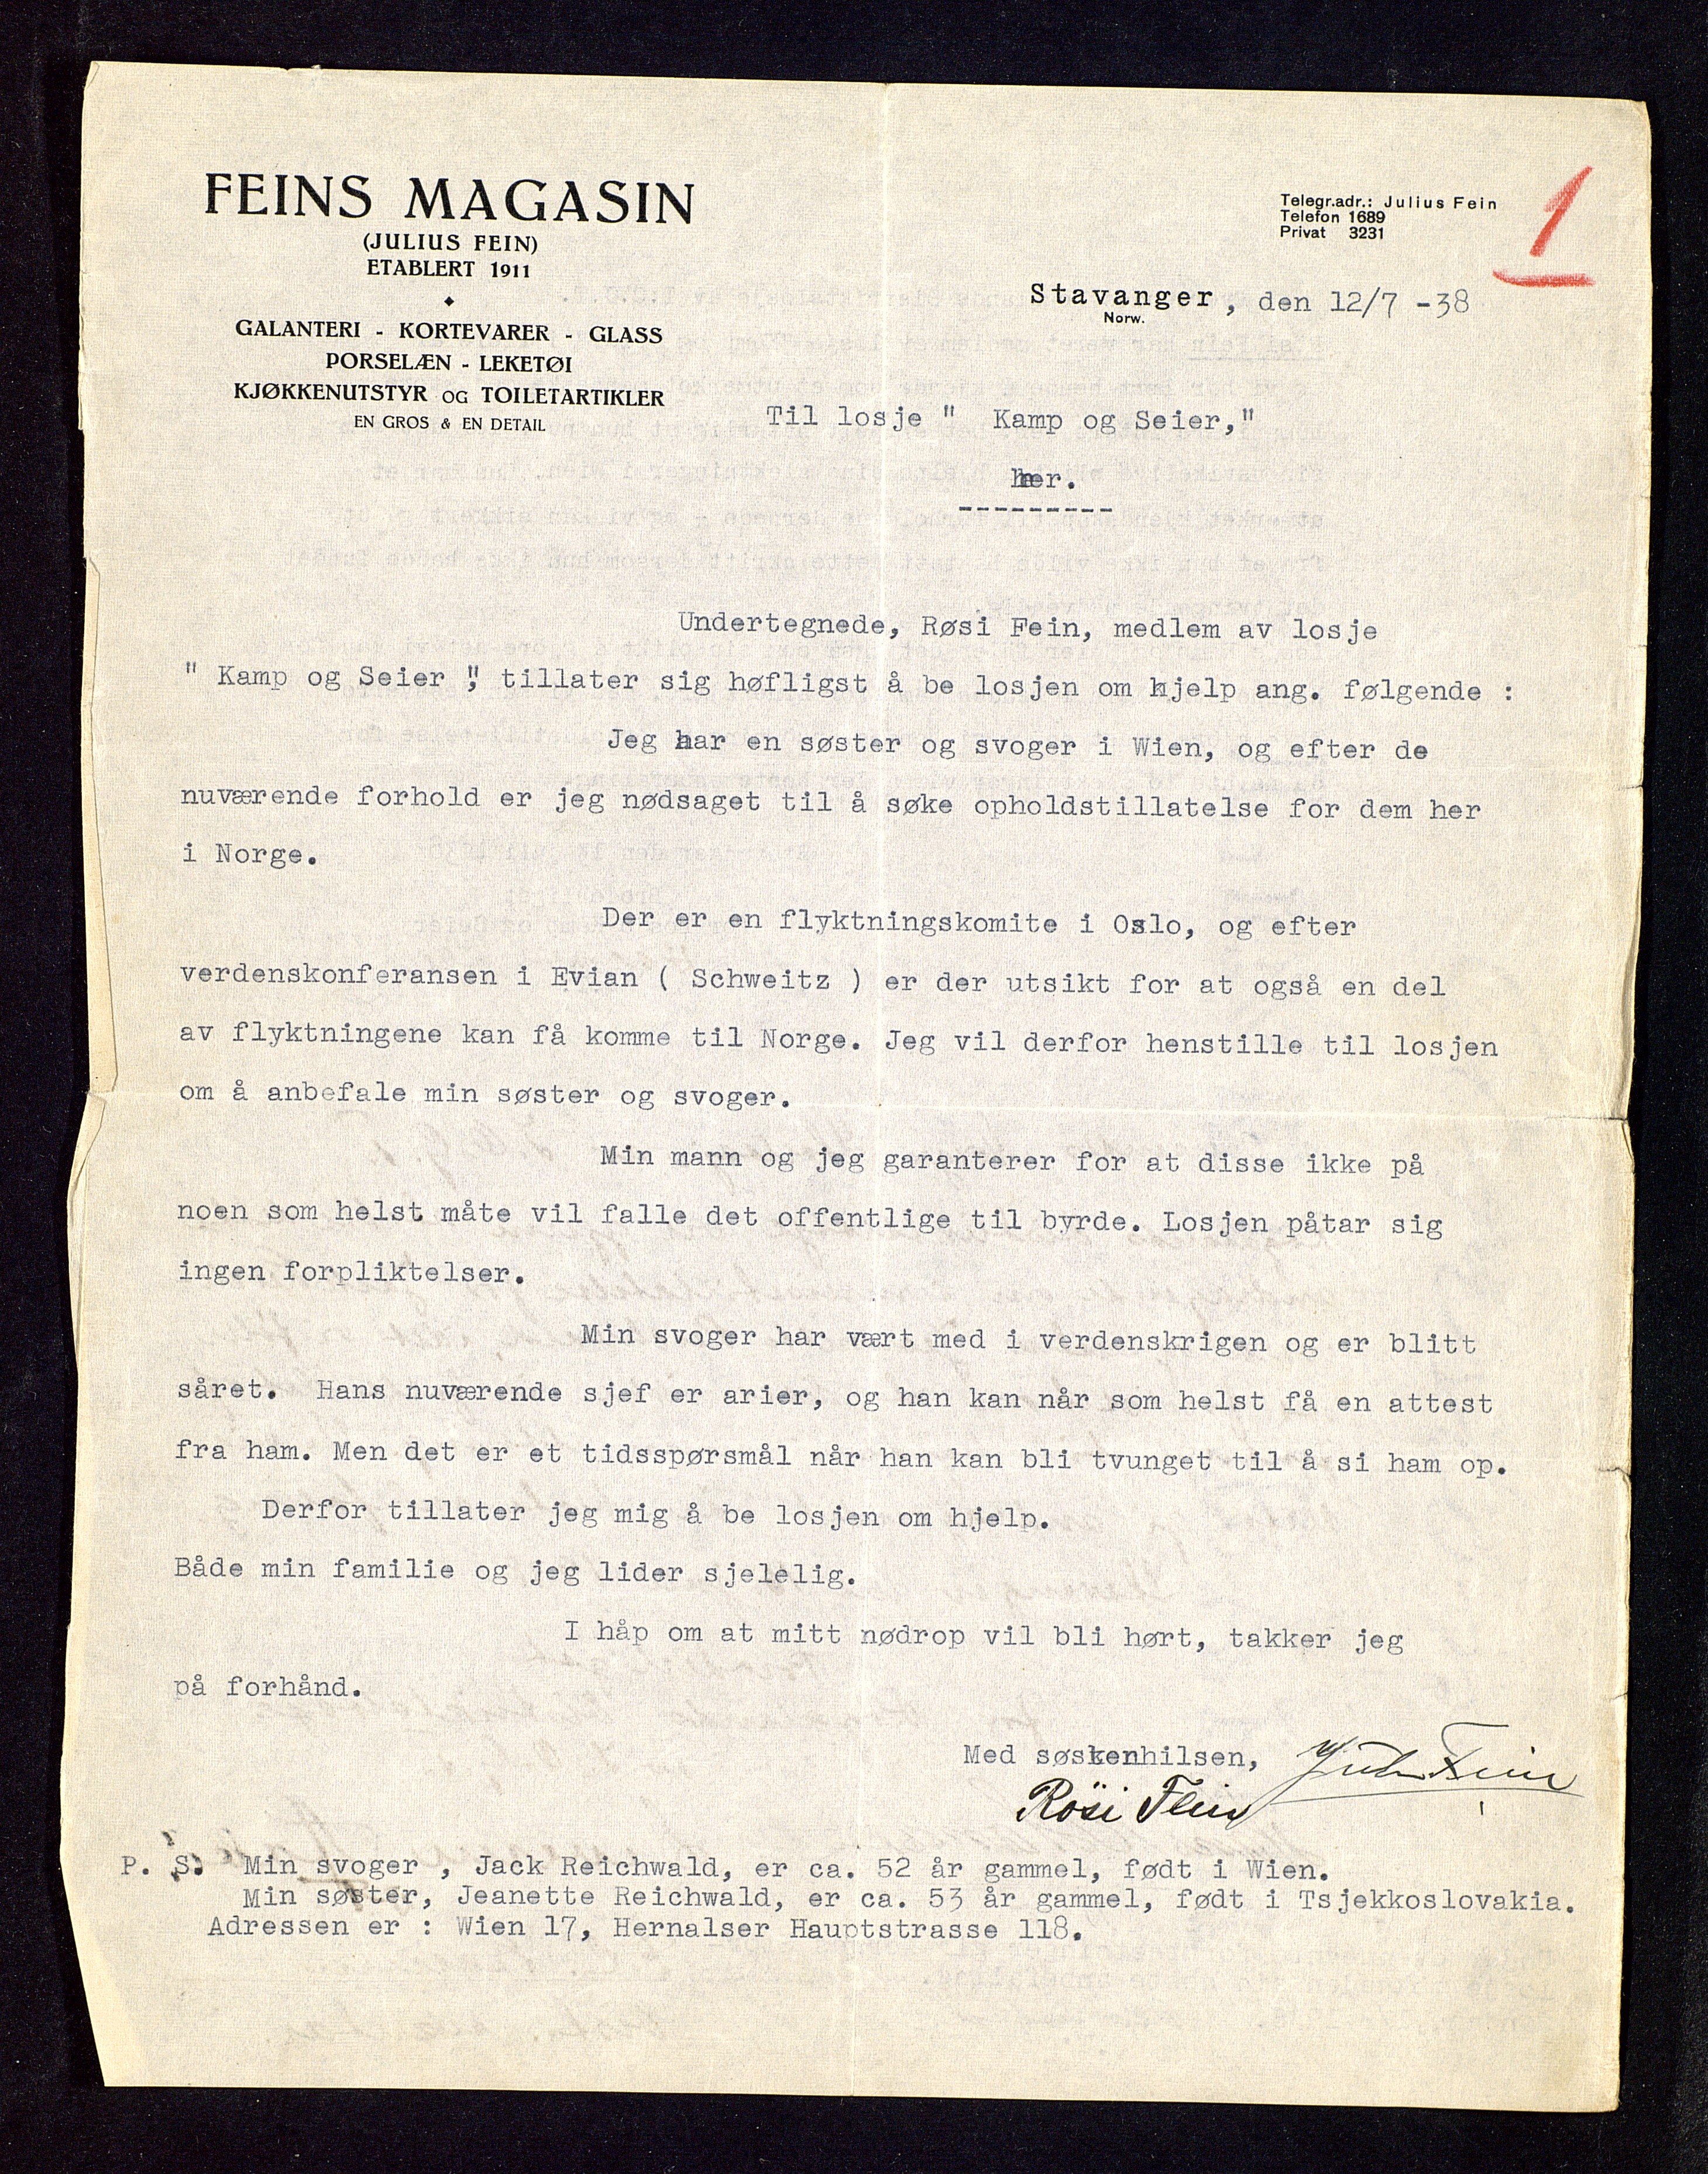 FEINS MAGASIN
(JULIUS FEIN)
ETABLERT 1911
GALANTERI - KORTEVARER - GLASS
PORSELÆN - LEKETØI
KJØKKENUTSTYR OG TOILETARTIKLER
EN GROS & EN DETAIL
Telegr.adr.: Julius Fein
Telefon 1689
Privat 3231
1
Stavanger, den 12/7 -38
Norw.
Til losje " Kamp og Seier,"
her.
----------
Undertegnede, Røsi Fein, medlem av losje
" Kamp og Seier ", tillater sig høfligst å be losjen om hjelp ang. følgende :
Jeg har en søster og svoger i Wien, og efter de
nuværende forhold er jeg nødsaget til å søke opholdstillatelse for dem her
i Norge.
Der er en flyktningskomite i Oslo, og efter
verdenskonferansen i Evian ( Schweitz ) er der utsikt for at også en del
av flyktningene kan få komme til Norge. Jeg vil derfor henstille til losjen
om å anbefale min søster og svoger.
Min mann og jeg garanterer for at disse ikke på
noen som helst måte vil falle det offentlige til byrde. Losjen påtar sig
ingen forpliktelser.
Min svoger har vært med i verdenskrigen og er blitt
såret. Hans nuværende sjef er arier, og han kan når som helst få en attest
fra ham. Men det er et tidsspørsmål når han kan bli tvunget til å si ham op.
Derfor tillater jeg mig å be losjen om hjelp.
Både min familie og jeg lider sjelelig.
I håp om at mitt nødrop vil bli hørt, takker jeg
på forhånd.
Med søskenhilsen,
Fein
Rösi Fein
P. S. Min svoger , Jack Reichwald, er ca. 52 år gammel, født i Wien.
Min søster, Jeanette Reichwald, er ca. 53 år gammel, født i Tsjekkoslovakia.
Adressen er : Wien 17, Hernalser Hauptstrasse 118.